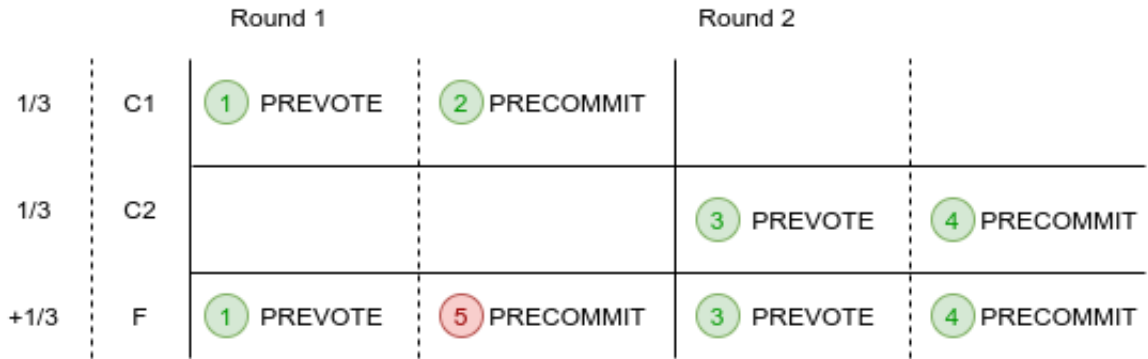 Round 1 Round 2
1/3 C1 1 PREVOTE 2 PRECOMMIT
1/3 C2 3 PREVOTE 4 PRECOMMIT
+1/3 F 1 PREVOTE 5 PRECOMMIT 3 PREVOTE 4 PRECOMMIT